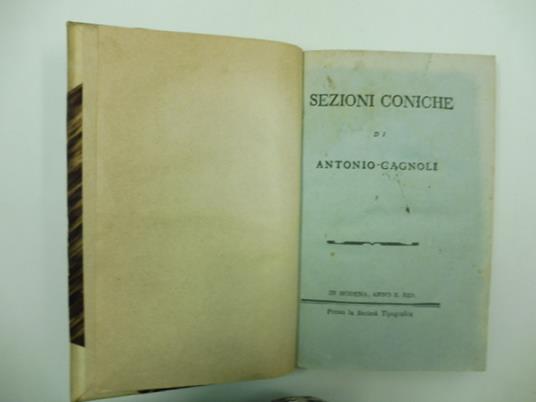 SEZIONI CONICHE
DI
ANTONIO CAGNOLI
IN MODENA, ANNO X. REP.
Presso la Società Tipografica